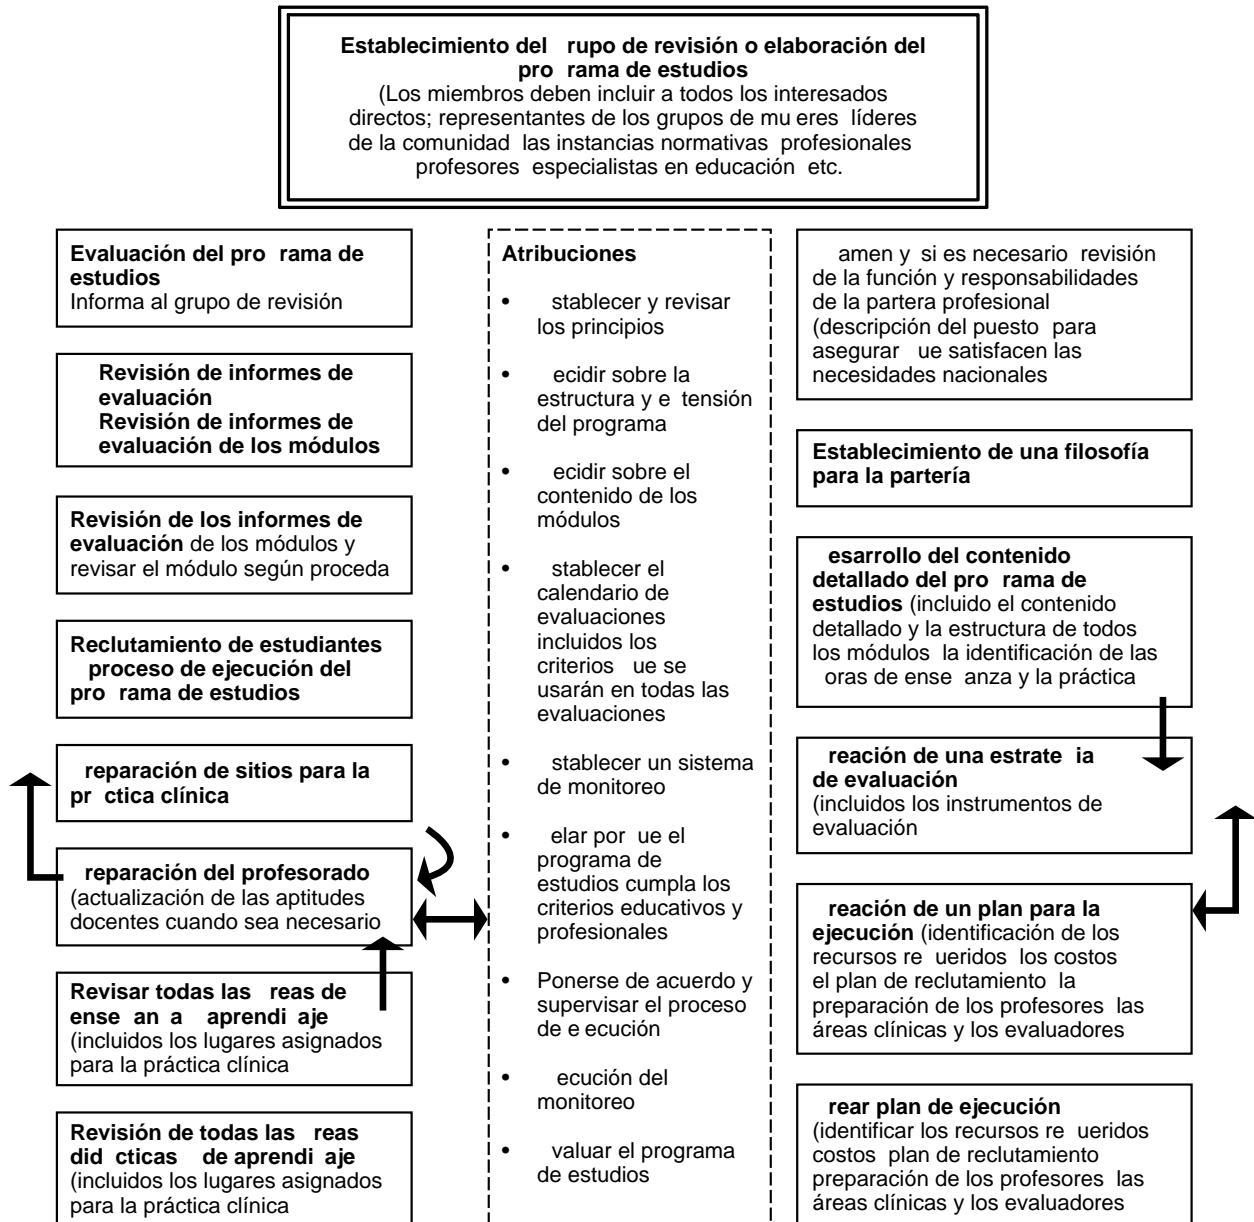 Establecimiento del rupo de revisión o elaboración del
pro rama de estudios
(Los miembros deben incluir a todos los interesados
directos; representantes de los grupos de mu eres líderes
de la comunidad las instancias normativas profesionales
profesores especialistas en educación etc.
Evaluación del pro rama de
estudios
Informa al grupo de revisión
Revisión de informes de
evaluación
Revisión de informes de
evaluación de los módulos
Revisión de los informes de
evaluación de los módulos y
revisar el módulo según proceda
Reclutamiento de estudiantes
proceso de ejecución del
pro rama de estudios
reparación de sitios para la
pr ctica clínica
reparación del profesorado
(actualización de las aptitudes
docentes cuando sea necesario
Revisar todas las reas de
ense an a aprendi aje
(incluidos los lugares asignados
para la práctica clínica
Revisión de todas las reas
did cticas de aprendi aje
(incluidos los lugares asignados
para la práctica clínica
Atribuciones
• stablecer y revisar
los principios
• ecidir sobre la
estructura y e tensión
del programa
• ecidir sobre el
contenido de los
módulos
• stablecer el
calendario de
evaluaciones
incluidos los
criterios ue se
usarán en todas las
evaluaciones
• stablecer un sistema
de monitoreo
• elar por ue el
programa de
estudios cumpla los
criterios educativos y
profesionales
• Ponerse de acuerdo y
supervisar el proceso
de e ecución
• ecución del
monitoreo
• valuar el programa
de estudios
amen y si es necesario revisión
de la función y responsabilidades
de la partera profesional
(descripción del puesto para
asegurar ue satisfacen las
necesidades nacionales
Establecimiento de una filosofía
para la partería
esarrollo del contenido
detallado del pro rama de
estudios (incluido el contenido
detallado y la estructura de todos
los módulos la identificación de las
oras de ense anza y la práctica
reación de una estrate ia
de evaluación
(incluidos los instrumentos de
evaluación
reación de un plan para la
ejecución (identificación de los
recursos re ueridos los costos
el plan de reclutamiento la
preparación de los profesores las
áreas clínicas y los evaluadores
rear plan de ejecución
(identificar los recursos re ueridos
costos plan de reclutamiento
preparación de los profesores las
áreas clínicas y los evaluadores